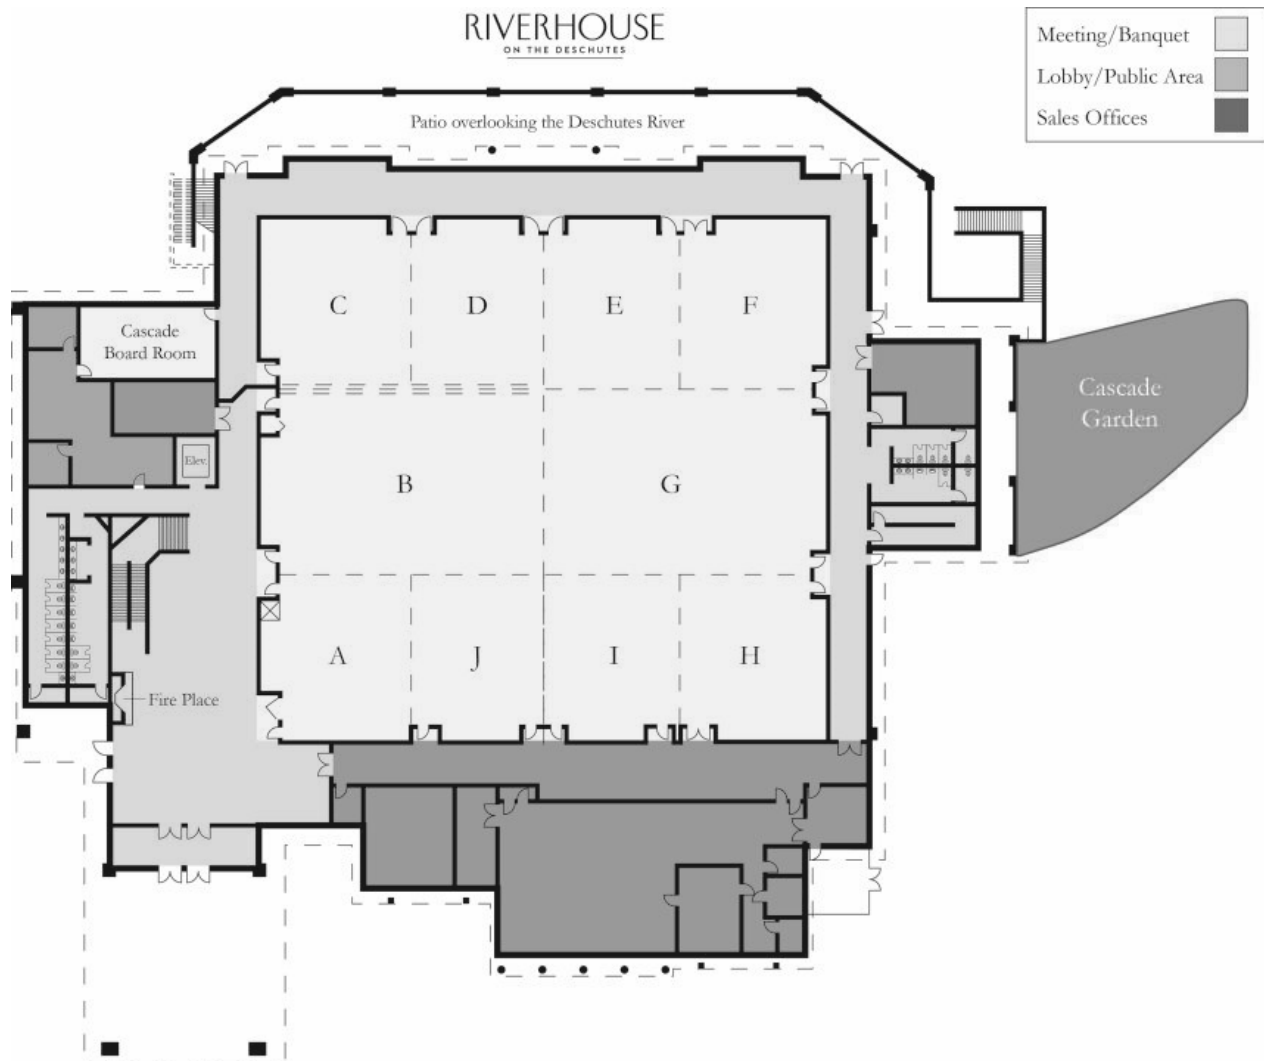 RIVERHOUSE
ON THE DESCHUTES
Meeting/Banquet
Lobby/Public Area
Sales Offices
Patio overlooking the Deschutes River
C
D
E
F
Cascade
Board Room
Cascade
Garden
Elev.
B
G
A
J
I
H
Fire Place